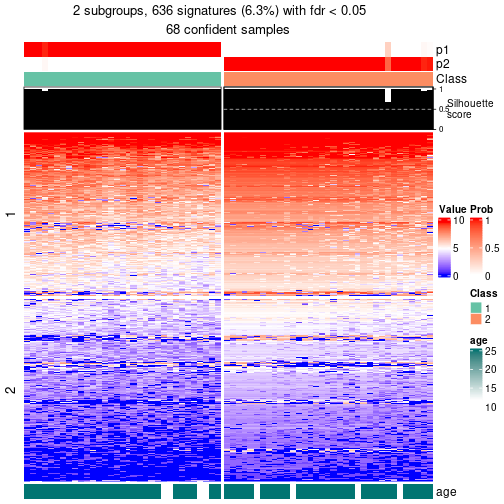 2 subgroups, 636 signatures (6.3%) with fdr < 0.05
68 confident samples
p1
p2
Class
1
0.5
0
Silhouette
score
1
2
Value
10
5
0
Prob
1
0.5
0
Class
1
2
age
25
20
15
10
age